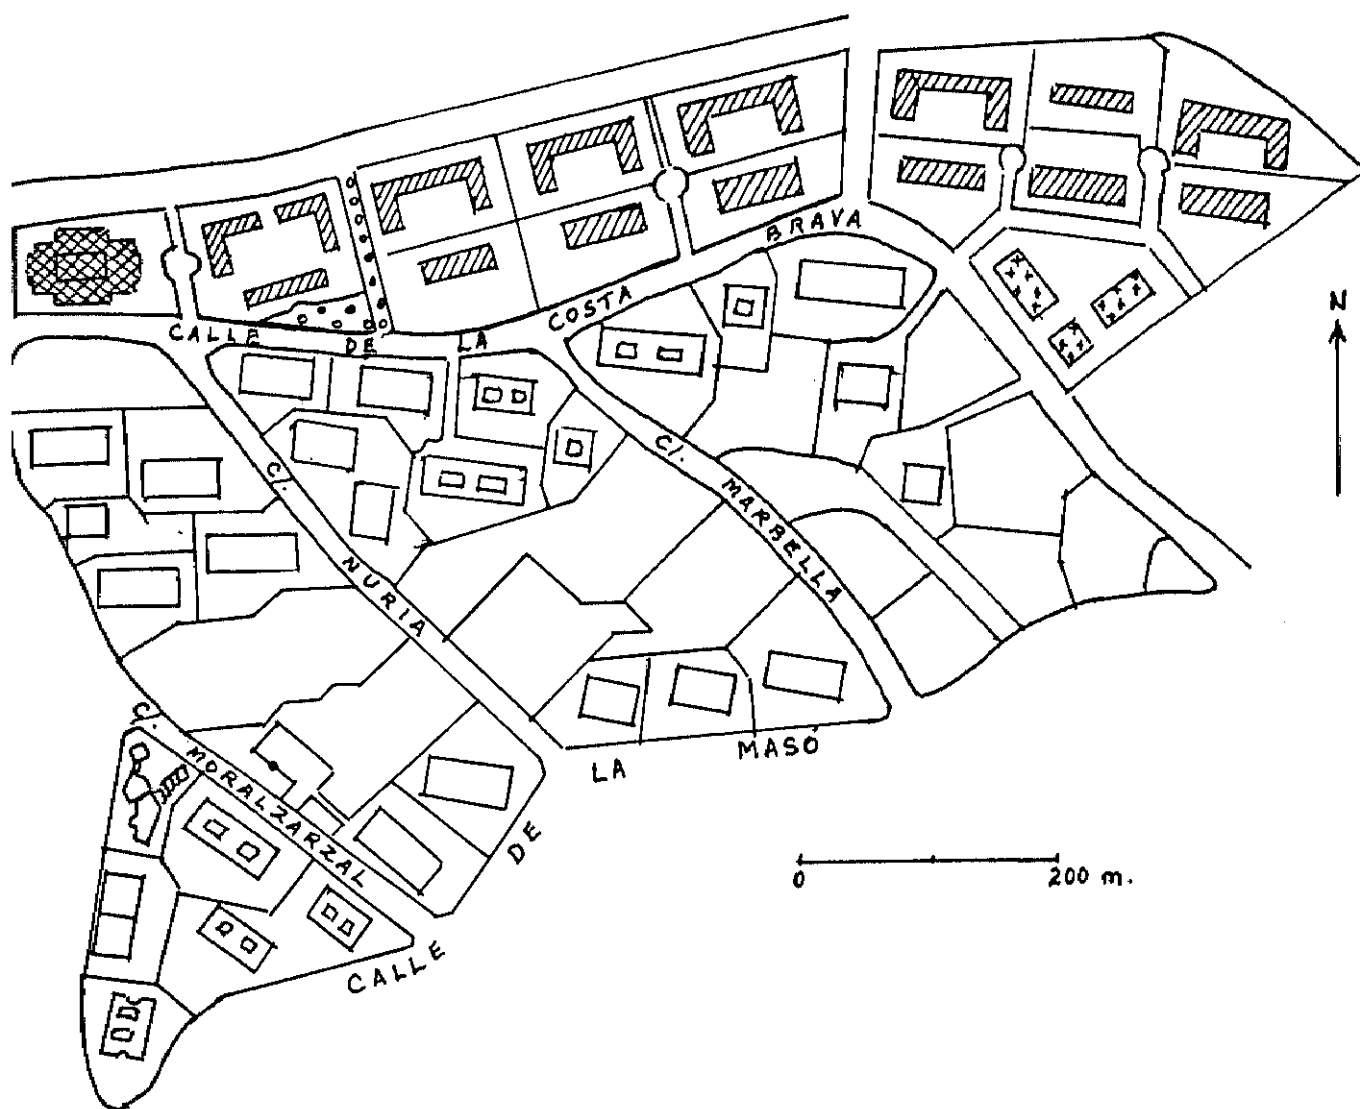 CALLE DE LA COSTA BRAVA
N
C/. MARBELLA
C/. NURIA
C/. MORALZARZAL
CALLE DE LA MASÓ
0 200 m.